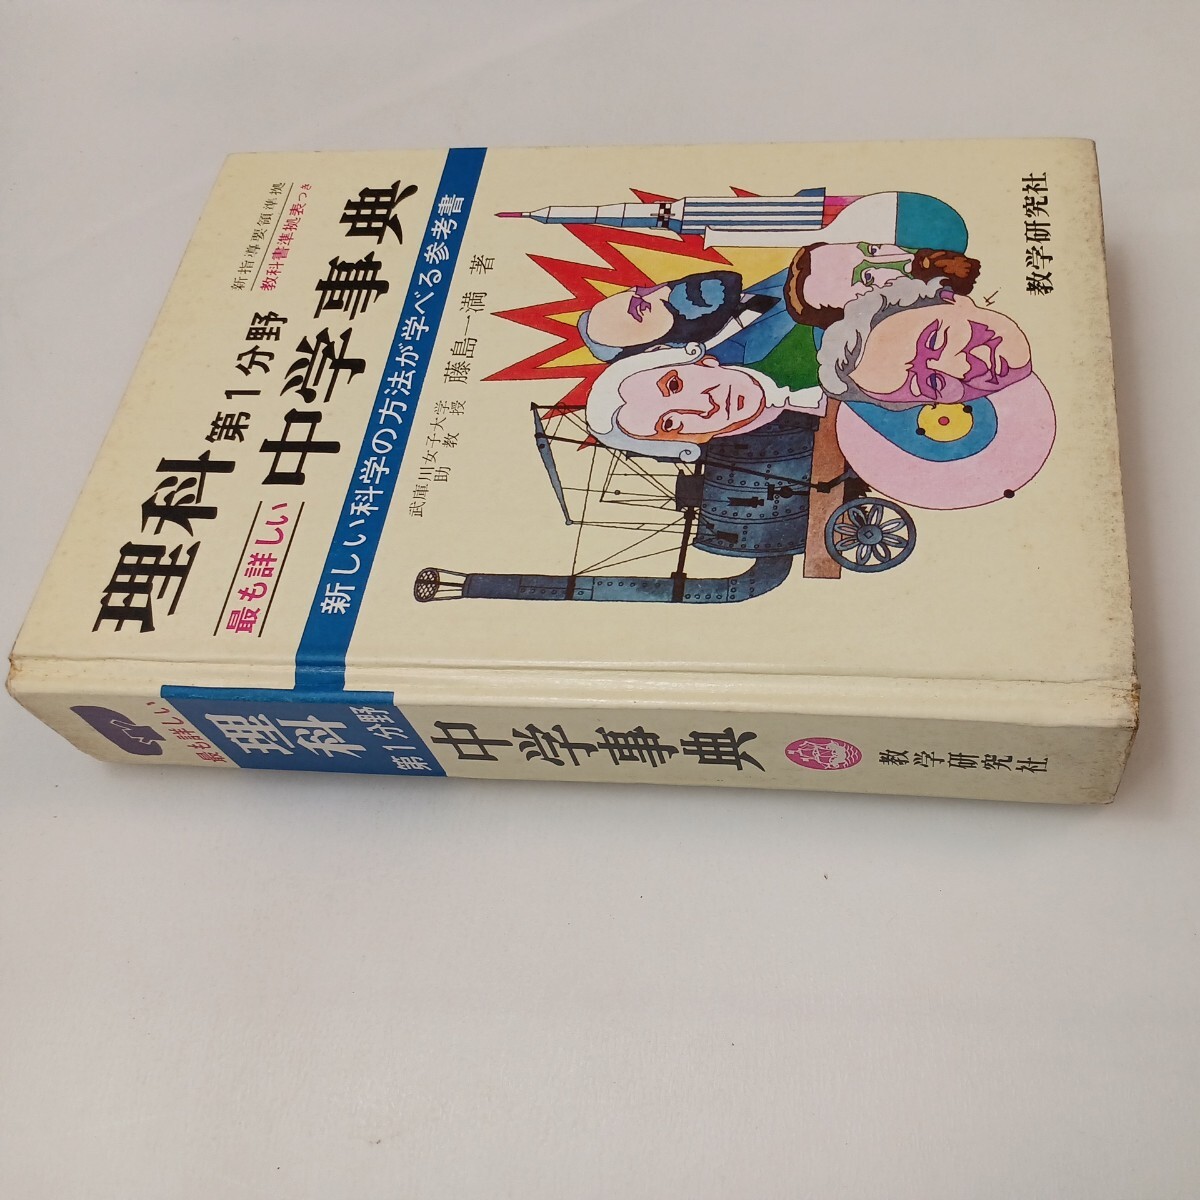 新指導要領準拠
教科書準拠表つき
理科第1分野
最も詳しい
中学事典
新しい科学の方法が学べる参考書
武庫川女子大学
助教授
藤島一満 著
教学研究社
最も詳しい
理科
第1分野
中学事典
教学研究社